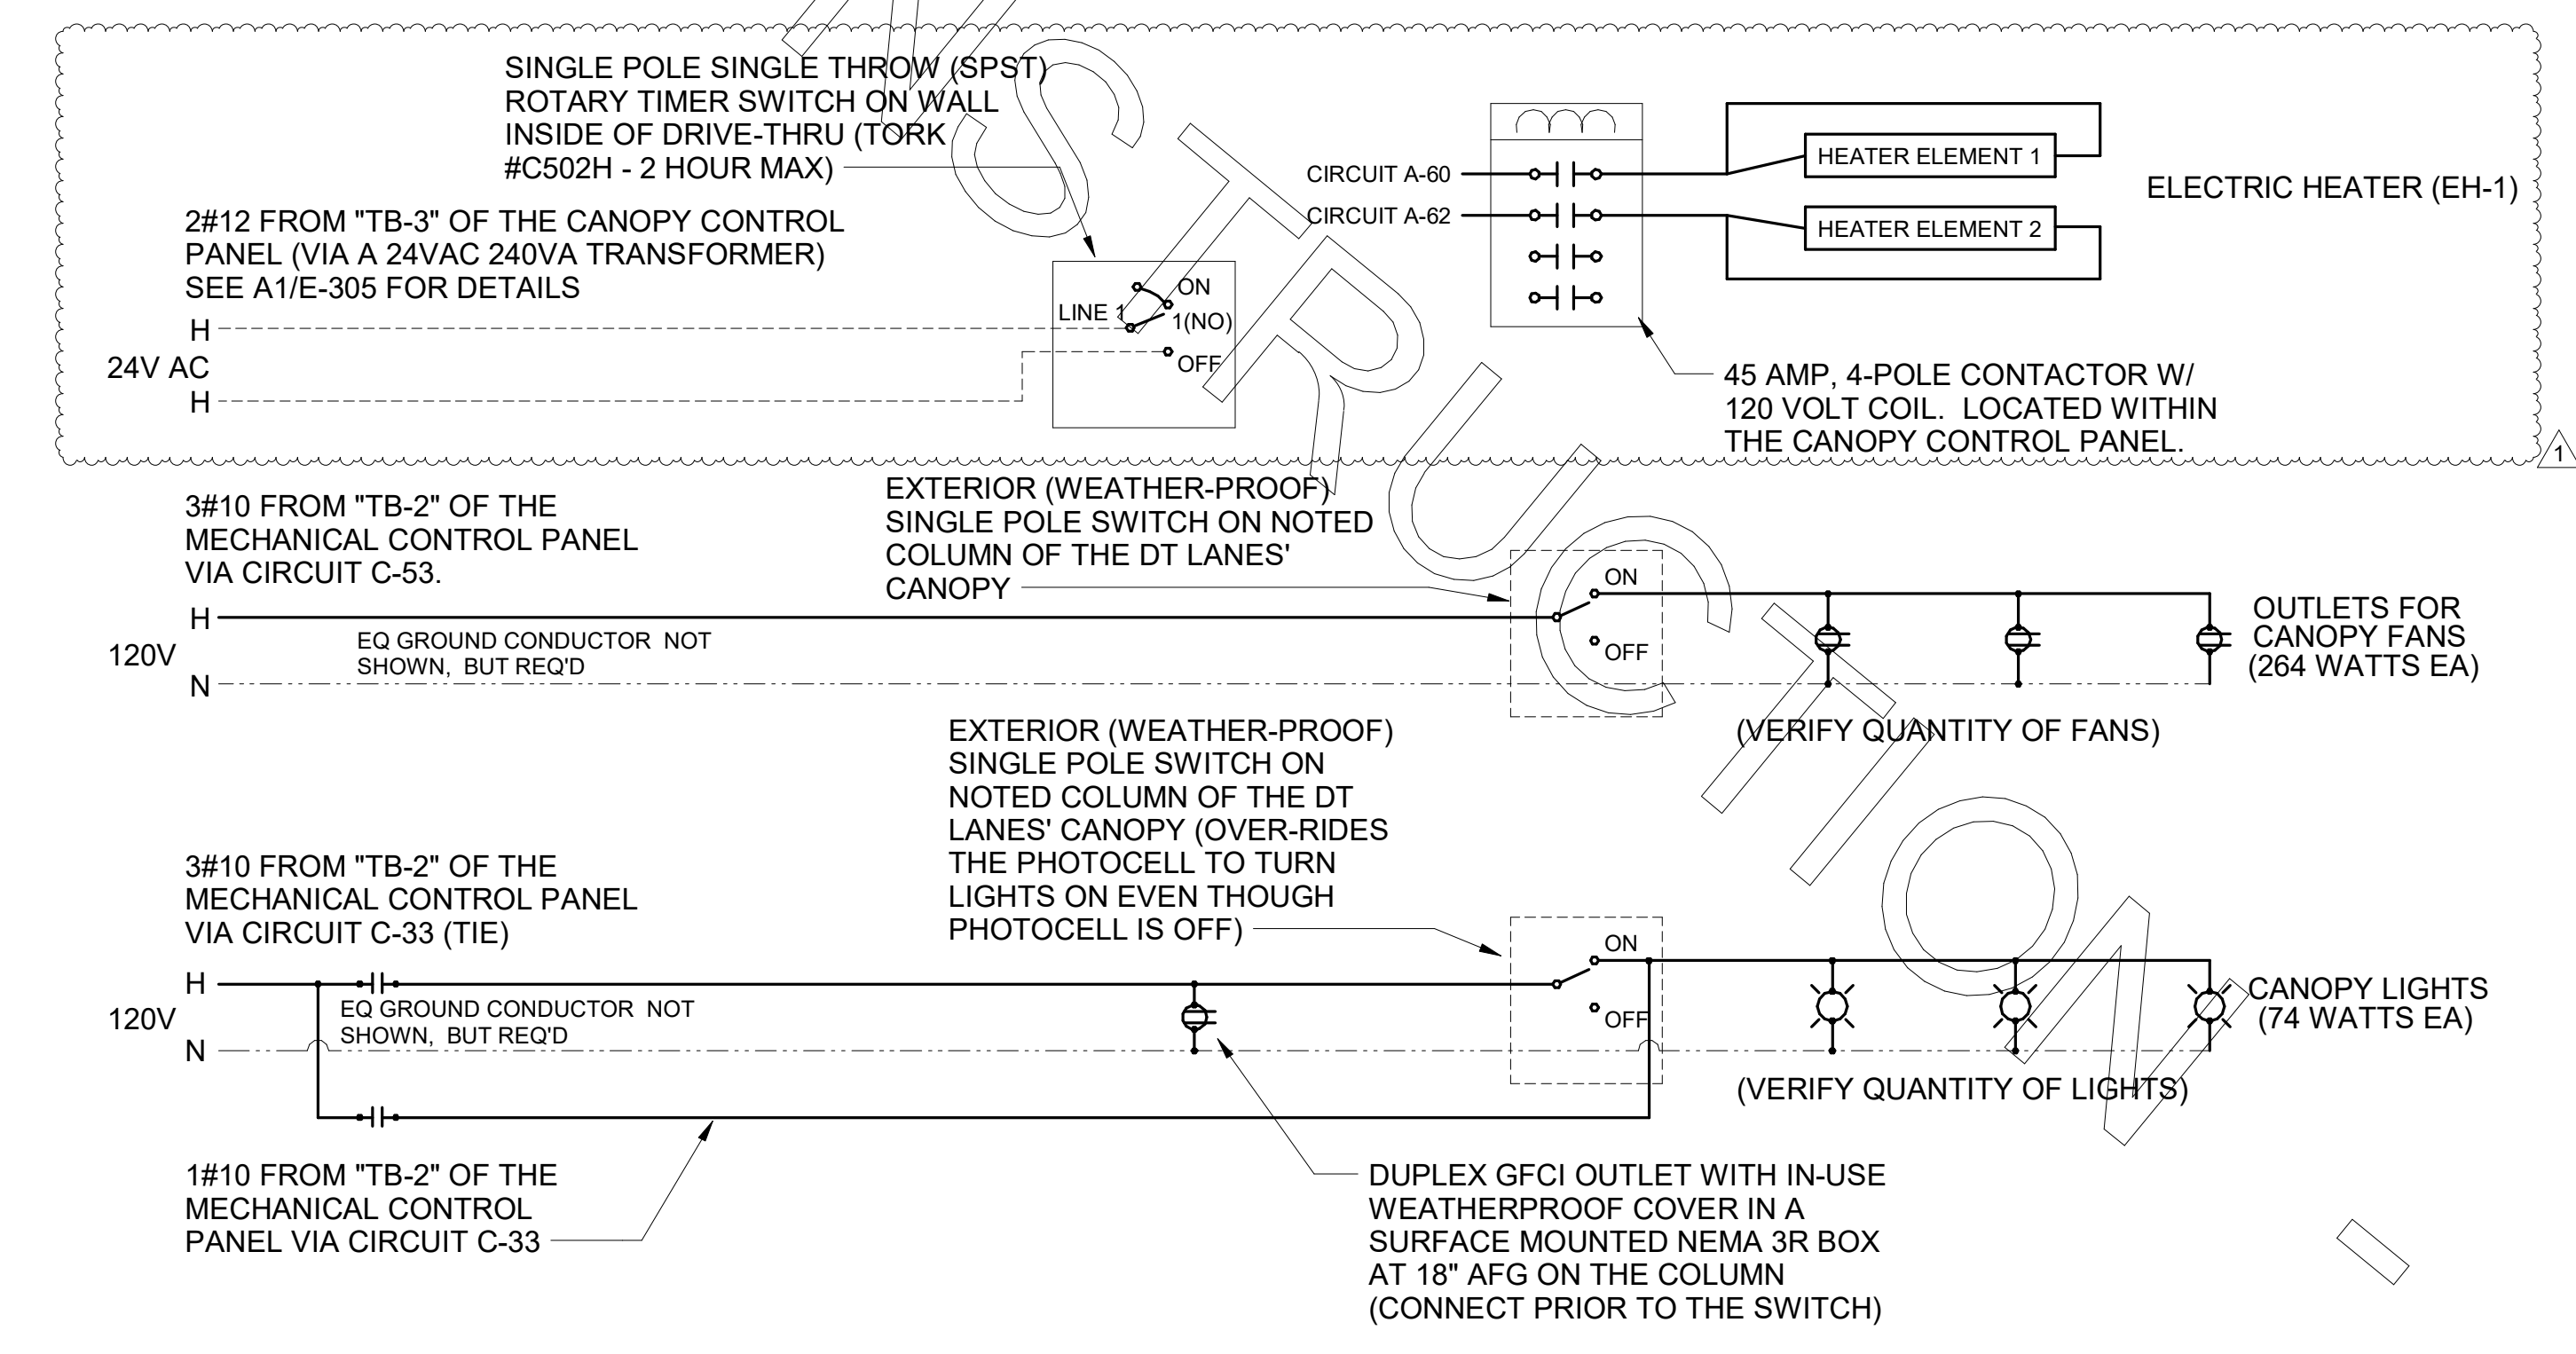 SINGLE POLE SINGLE THROW (SPST)
ROTARY TIMER SWITCH ON WALL
INSIDE OF DRIVE-THRU (TORK
#C502H - 2 HOUR MAX)
2#12 FROM "TB-3" OF THE CANOPY CONTROL
PANEL (VIA A 24VAC 240VA TRANSFORMER)
SEE A1/E-305 FOR DETAILS
H
24V AC
H
LINE 1
ON
1(NO)
OFF
CIRCUIT A-60
CIRCUIT A-62
HEATER ELEMENT 1
HEATER ELEMENT 2
ELECTRIC HEATER (EH-1)
45 AMP, 4-POLE CONTACTOR W/
120 VOLT COIL. LOCATED WITHIN
THE CANOPY CONTROL PANEL.
1
3#10 FROM "TB-2" OF THE
MECHANICAL CONTROL PANEL
VIA CIRCUIT C-53.
EXTERIOR (WEATHER-PROOF)
SINGLE POLE SWITCH ON NOTED
COLUMN OF THE DT LANES'
CANOPY
H
120V
N
EQ GROUND CONDUCTOR NOT
SHOWN, BUT REQ'D
ON
OFF
OUTLETS FOR
CANOPY FANS
(264 WATTS EA)
(VERIFY QUANTITY OF FANS)
EXTERIOR (WEATHER-PROOF)
SINGLE POLE SWITCH ON
NOTED COLUMN OF THE DT
LANES' CANOPY (OVER-RIDES
THE PHOTOCELL TO TURN
LIGHTS ON EVEN THOUGH
PHOTOCELL IS OFF)
3#10 FROM "TB-2" OF THE
MECHANICAL CONTROL PANEL
VIA CIRCUIT C-33 (TIE)
H
120V
N
EQ GROUND CONDUCTOR NOT
SHOWN, BUT REQ'D
ON
OFF
CANOPY LIGHTS
(74 WATTS EA)
(VERIFY QUANTITY OF LIGHTS)
1#10 FROM "TB-2" OF THE
MECHANICAL CONTROL
PANEL VIA CIRCUIT C-33
DUPLEX GFCI OUTLET WITH IN-USE
WEATHERPROOF COVER IN A
SURFACE MOUNTED NEMA 3R BOX
AT 18" AFG ON THE COLUMN
(CONNECT PRIOR TO THE SWITCH)
NSTRUCTION